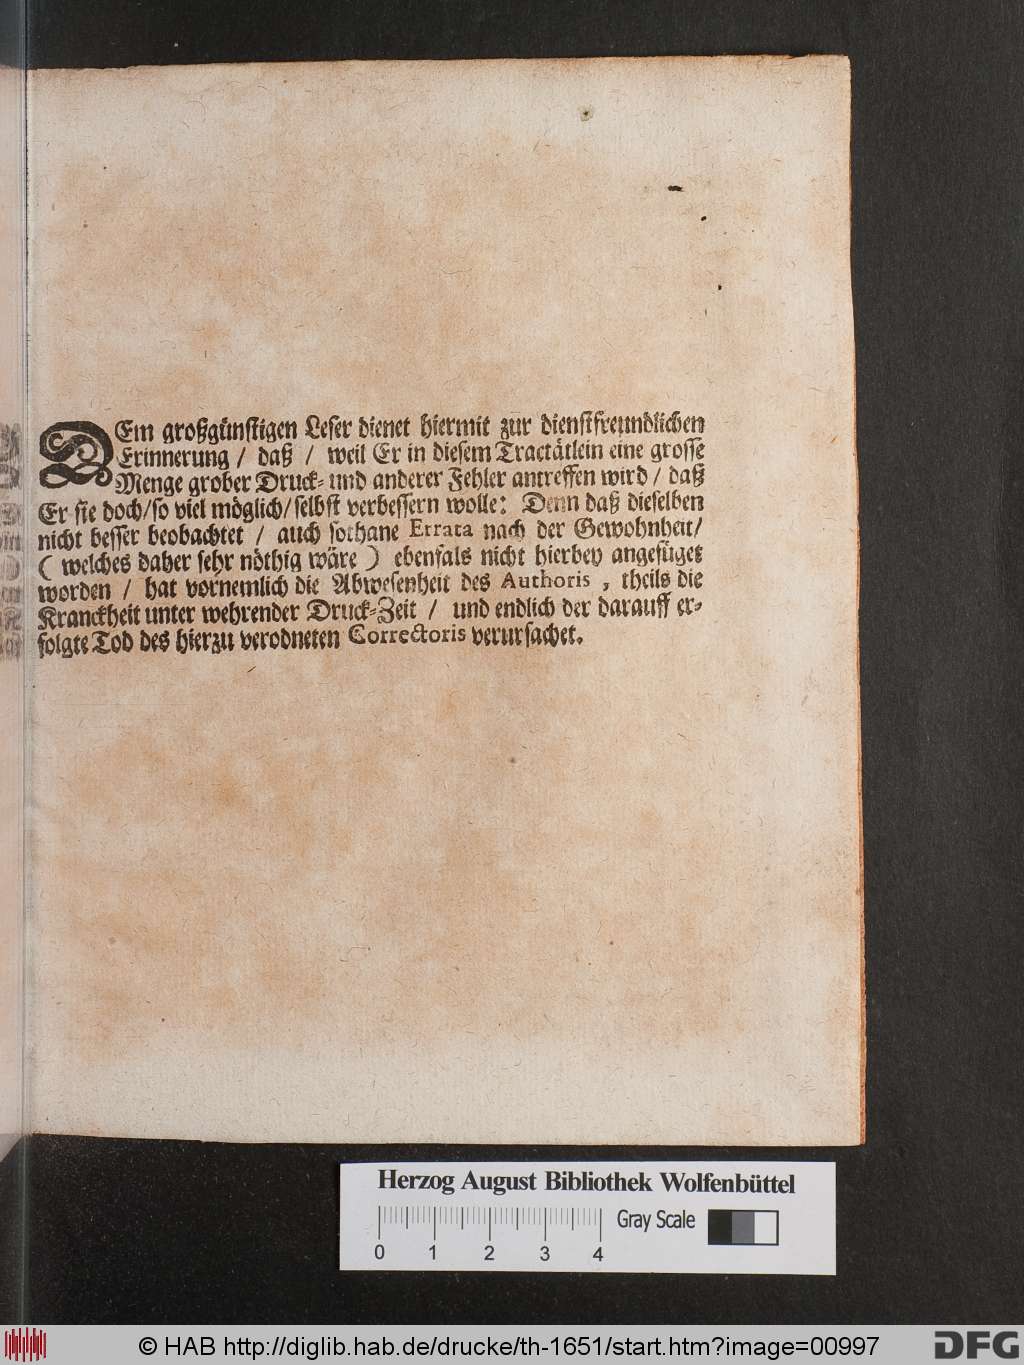 DEm großgünstigen Leser dienet hiermit zur dienstfreundlichen
Erinnerung / daß / weil Er in diesem Tractätlein eine grosse
Menge grober Druck- und anderer Fehler antreffen wird / daß
Er sie doch/so viel möglich/selbst verbessern wolle: Denn daß dieselben
nicht besser beobachtet / auch sothane Errata nach der Gewohnheit/
( welches daher sehr nöthig wäre ) ebenfals nicht hierbey angefüget
worden / hat vornemlich die Abwesenheit des Authoris , theils die
Kranckheit unter wehrender Druck-Zeit / und endlich der darauff er-
folgte Tod des hierzu verodneten Correctoris verursachet.
Herzog August Bibliothek Wolfenbüttel
Gray Scale
0 1 2 3 4
© HAB http://diglib.hab.de/drucke/th-1651/start.htm?image=00997
DFG